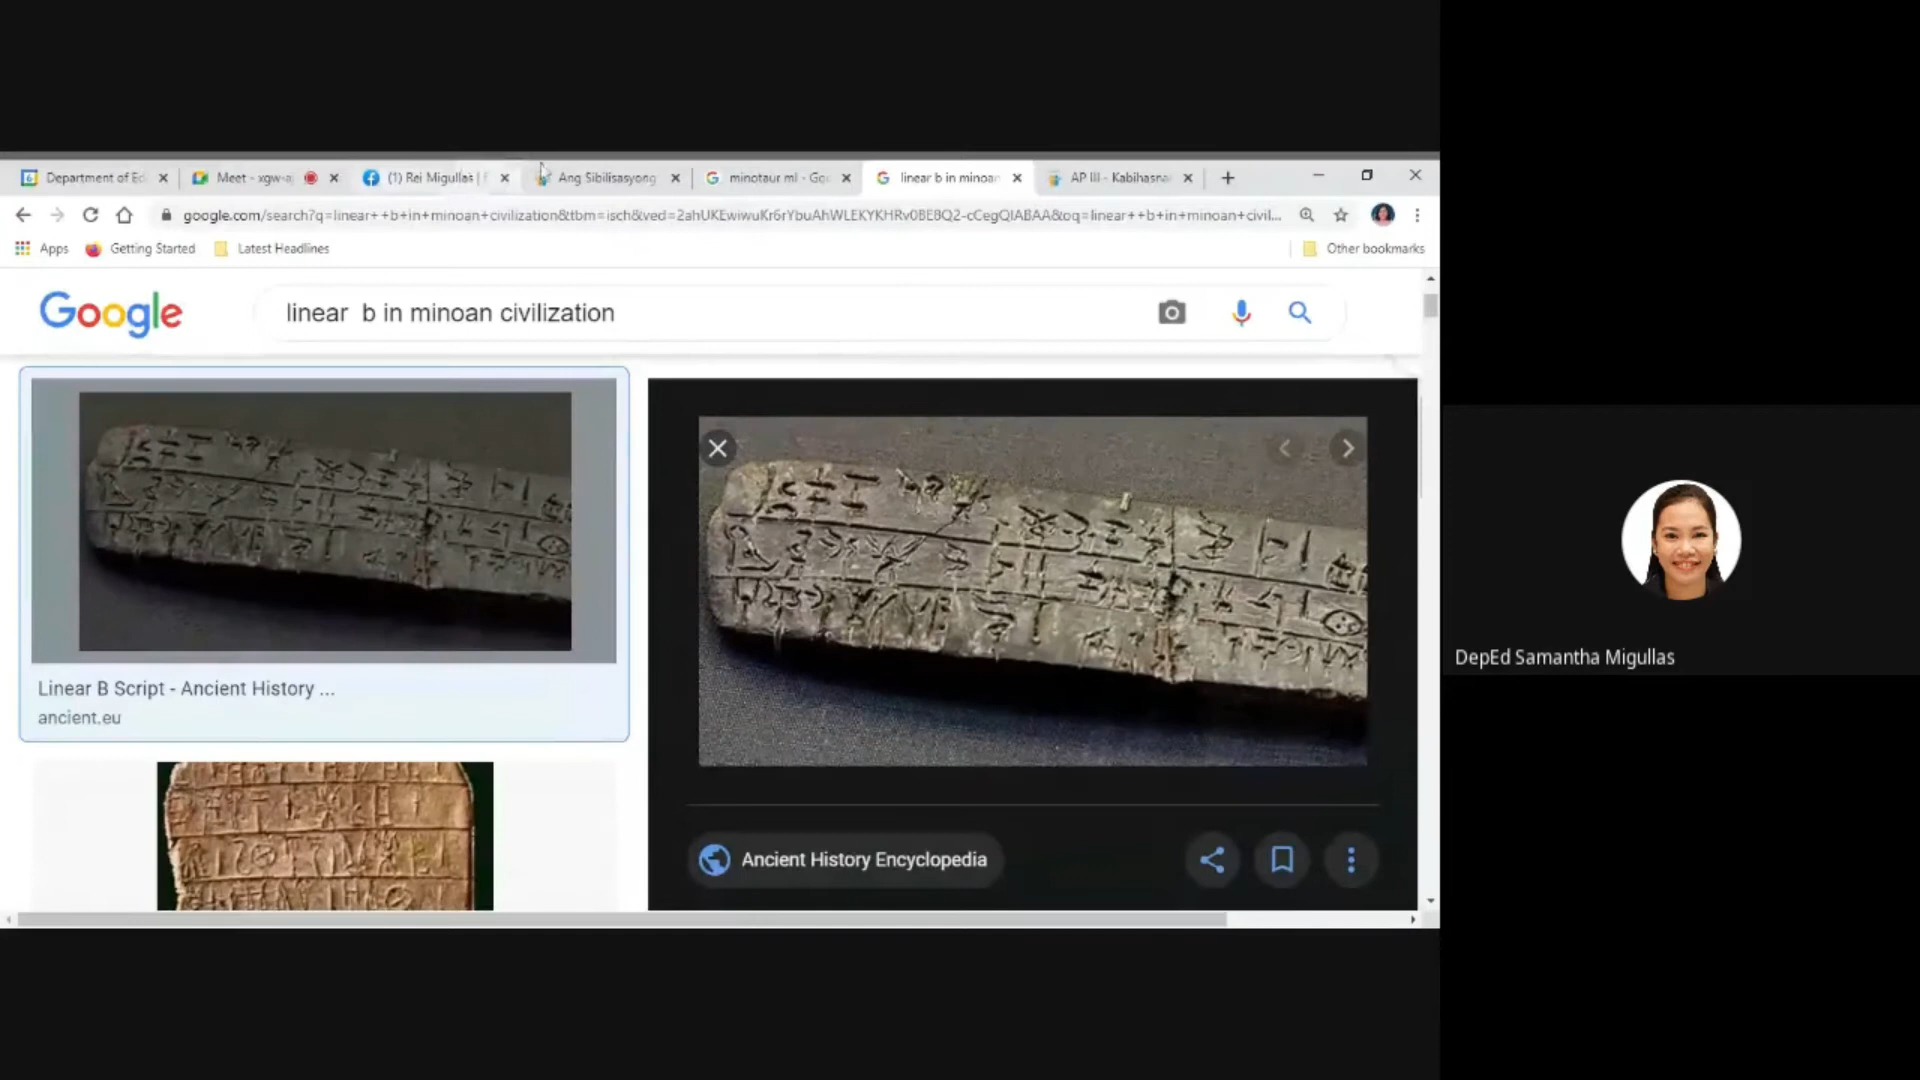 Department of Ed
Meet - xgw-a
(1) Rei Migullas |
Ang Sibilisasyong
minotaur ml - Goo
linear b in minoan
AP III - Kabihasna
google.com/search?q=linear++b+in+minoan+civilization&tbm=isch&ved=2ahUKEwiwuKr6rYbuAhWLEKYKHRv0BE8Q2-cCegQIABAA&oq=linear++b+in+minoan+civil...
Apps
Getting Started
Latest Headlines
Other bookmarks
Google
linear b in minoan civilization
Linear B Script - Ancient History ...
ancient.eu
Ancient History Encyclopedia
DepEd Samantha Migullas